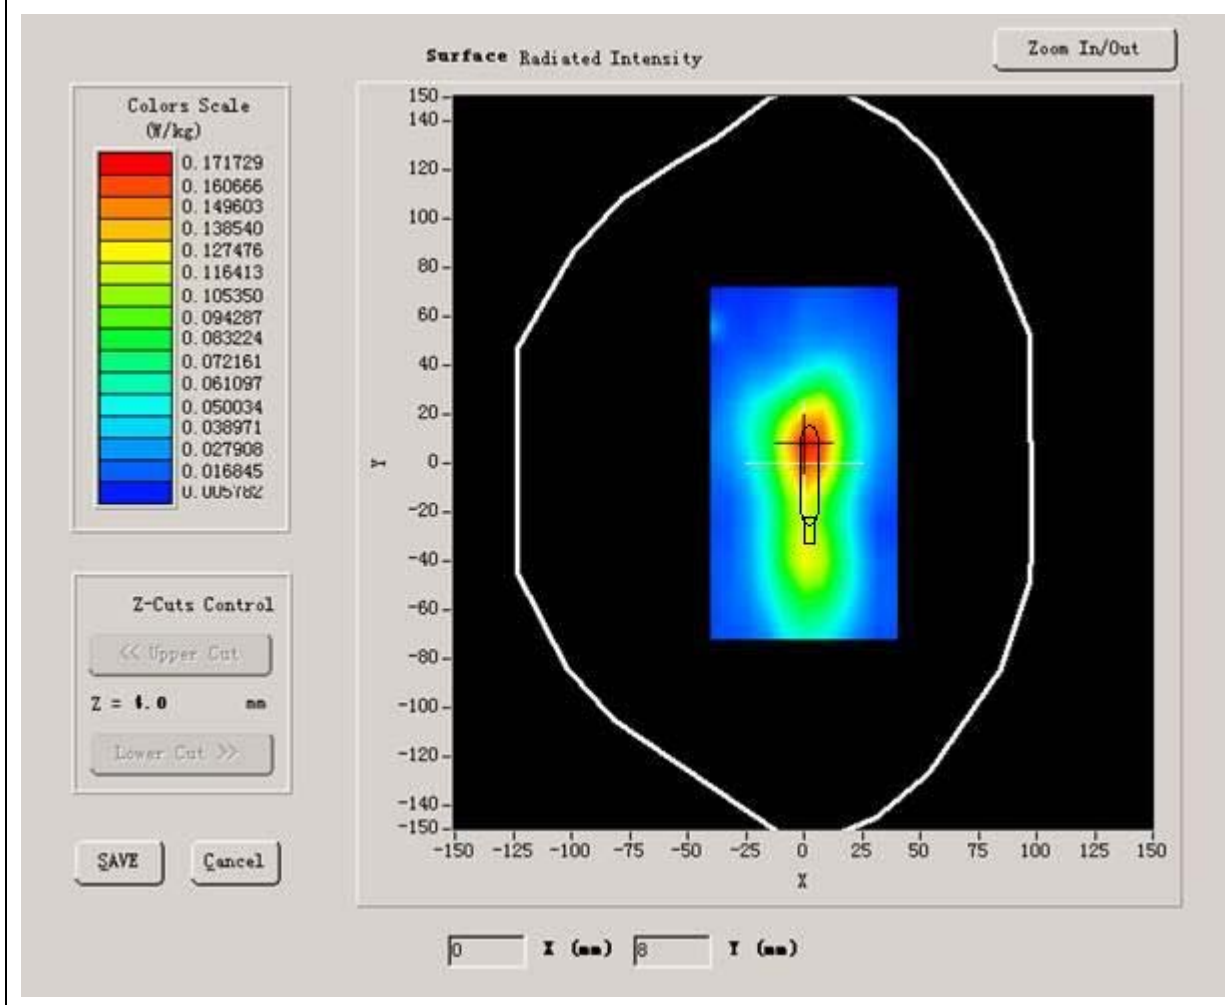 Surface Radiated Intensity
Zoom In/Out
Colors Scale
(W/kg)
0.171729
0.160666
0.149603
0.138540
0.127476
0.116413
0.105350
0.094287
0.083224
0.072161
0.061097
0.050034
0.038971
0.027908
0.016845
0.005782
Z-Cuts Control
<< Upper Cut
Z = mm
Lower Cut >>
SAVE
Cancel
150
140
120
100
80
60
40
20
0
-20
-40
-60
-80
-100
-120
-140
-150
Y
-150 -125 -100 -75 -50 -25 0 25 50 75 100 125 150
X
0 X (mm) 8 Y (mm)